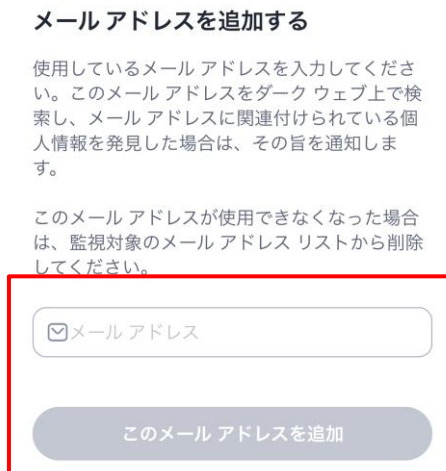 メール アドレスを追加する
使用しているメール アドレスを入力してくださ
い。このメール アドレスをダーク ウェブ上で検
索し、メール アドレスに関連付けられている個
人情報を発見した場合は、その旨を通知しま
す。
このメール アドレスが使用できなくなった場合
は、監視対象のメール アドレス リストから削除
してください。
メール アドレス
このメール アドレスを追加